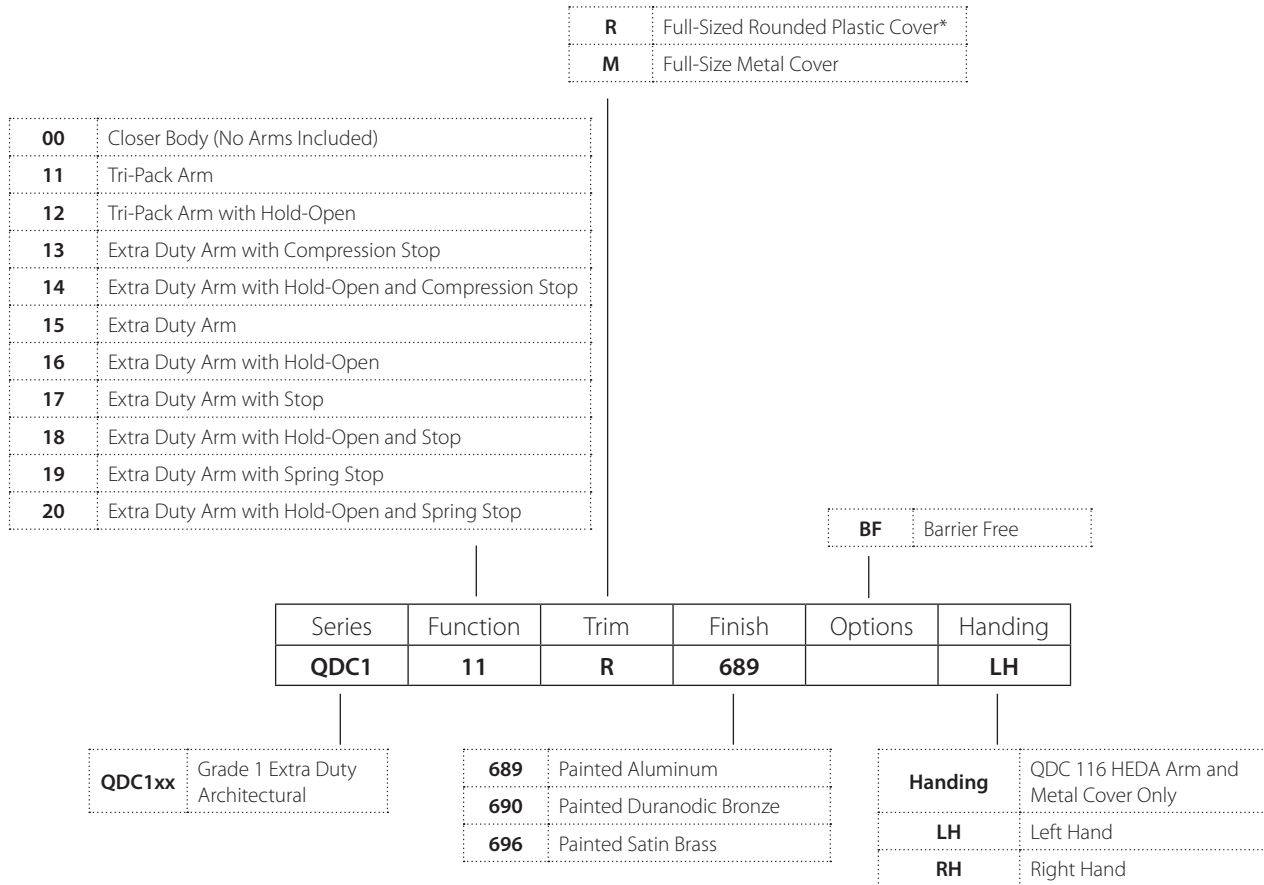 R Full-Sized Rounded Plastic Cover*
M Full-Size Metal Cover
00 Closer Body (No Arms Included)
11 Tri-Pack Arm
12 Tri-Pack Arm with Hold-Open
13 Extra Duty Arm with Compression Stop
14 Extra Duty Arm with Hold-Open and Compression Stop
15 Extra Duty Arm
16 Extra Duty Arm with Hold-Open
17 Extra Duty Arm with Stop
18 Extra Duty Arm with Hold-Open and Stop
19 Extra Duty Arm with Spring Stop
20 Extra Duty Arm with Hold-Open and Spring Stop
BF Barrier Free
Series Function Trim Finish Options Handing
QDC1 11 R 689 LH
QDC1xx Grade 1 Extra Duty
Architectural
689 Painted Aluminum
690 Painted Duranodic Bronze
696 Painted Satin Brass
Handing QDC 116 HEDA Arm and
Metal Cover Only
LH Left Hand
RH Right Hand